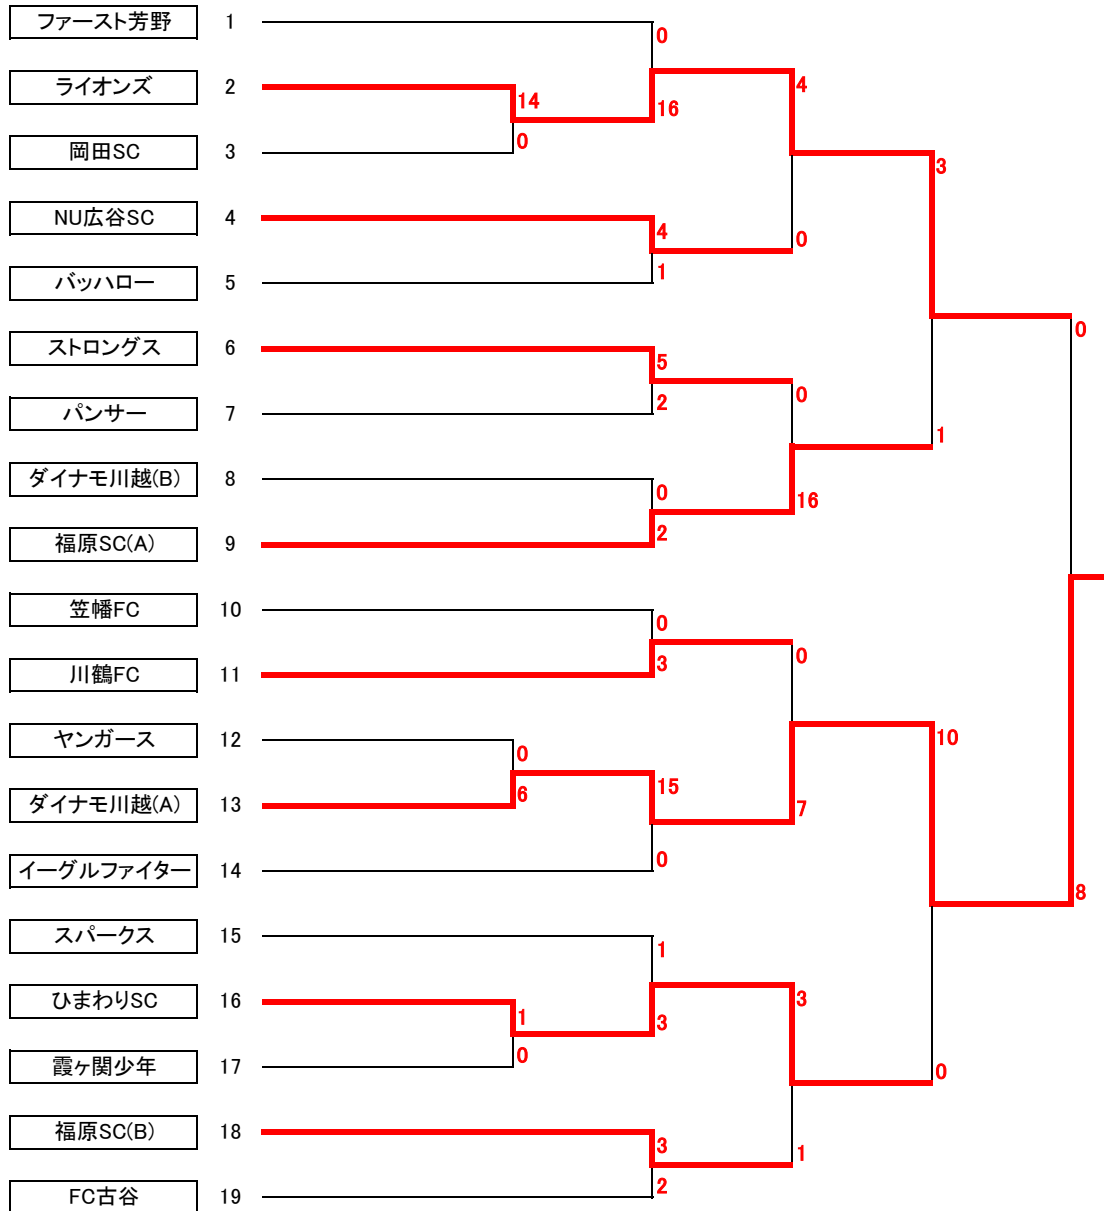 ファースト芳野 1
0
ライオンズ 2
14
16
4
岡田SC 3
0
3
NU広谷SC 4
4
0
バッハロー 5
1
ストロングス 6
5
0
0
パンサー 7
2
1
ダイナモ川越(B) 8
0
16
福原SC(A) 9
2
笠幡FC 10
0
0
川鶴FC 11
3
ヤンガース 12
0
10
ダイナモ川越(A) 13
6
15
7
イーグルファイター 14
0
8
スパークス 15
1
ひまわりSC 16
1
3
3
霞ヶ関少年 17
0
0
福原SC(B) 18
3
1
FC古谷 19
2